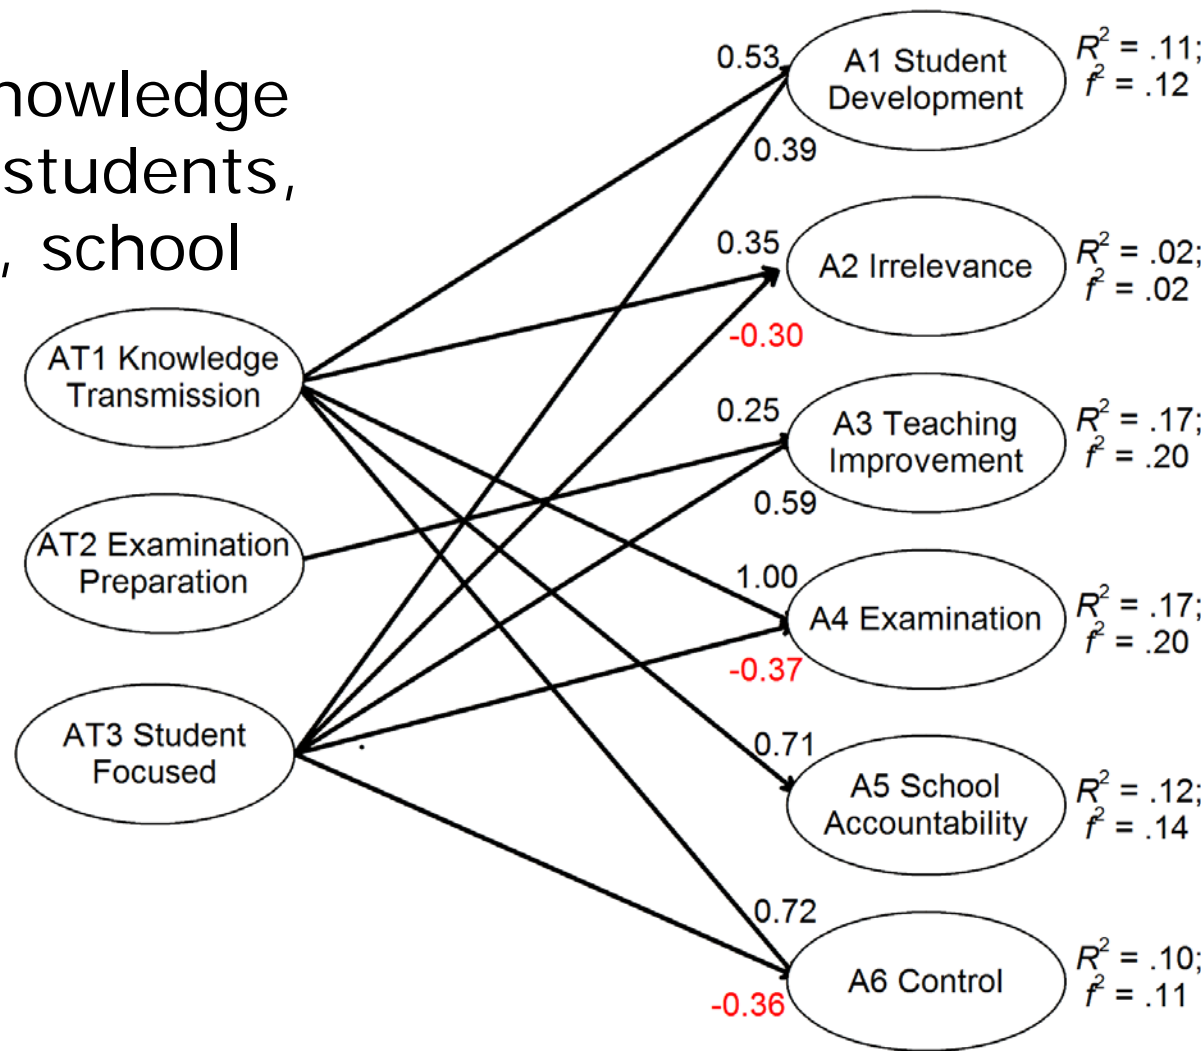 nowledge
students,
, school
AT1 Knowledge
Transmission
AT2 Examination
Preparation
AT3 Student
Focused
0.53
0.39
A1 Student
Development
R² = .11;
f² = .12
0.35
-0.30
A2 Irrelevance
R² = .02;
f² = .02
0.25
0.59
A3 Teaching
Improvement
R² = .17;
f² = .20
1.00
-0.37
A4 Examination
R² = .17;
f² = .20
0.71
A5 School
Accountability
R² = .12;
f² = .14
0.72
-0.36
A6 Control
R² = .10;
f² = .11